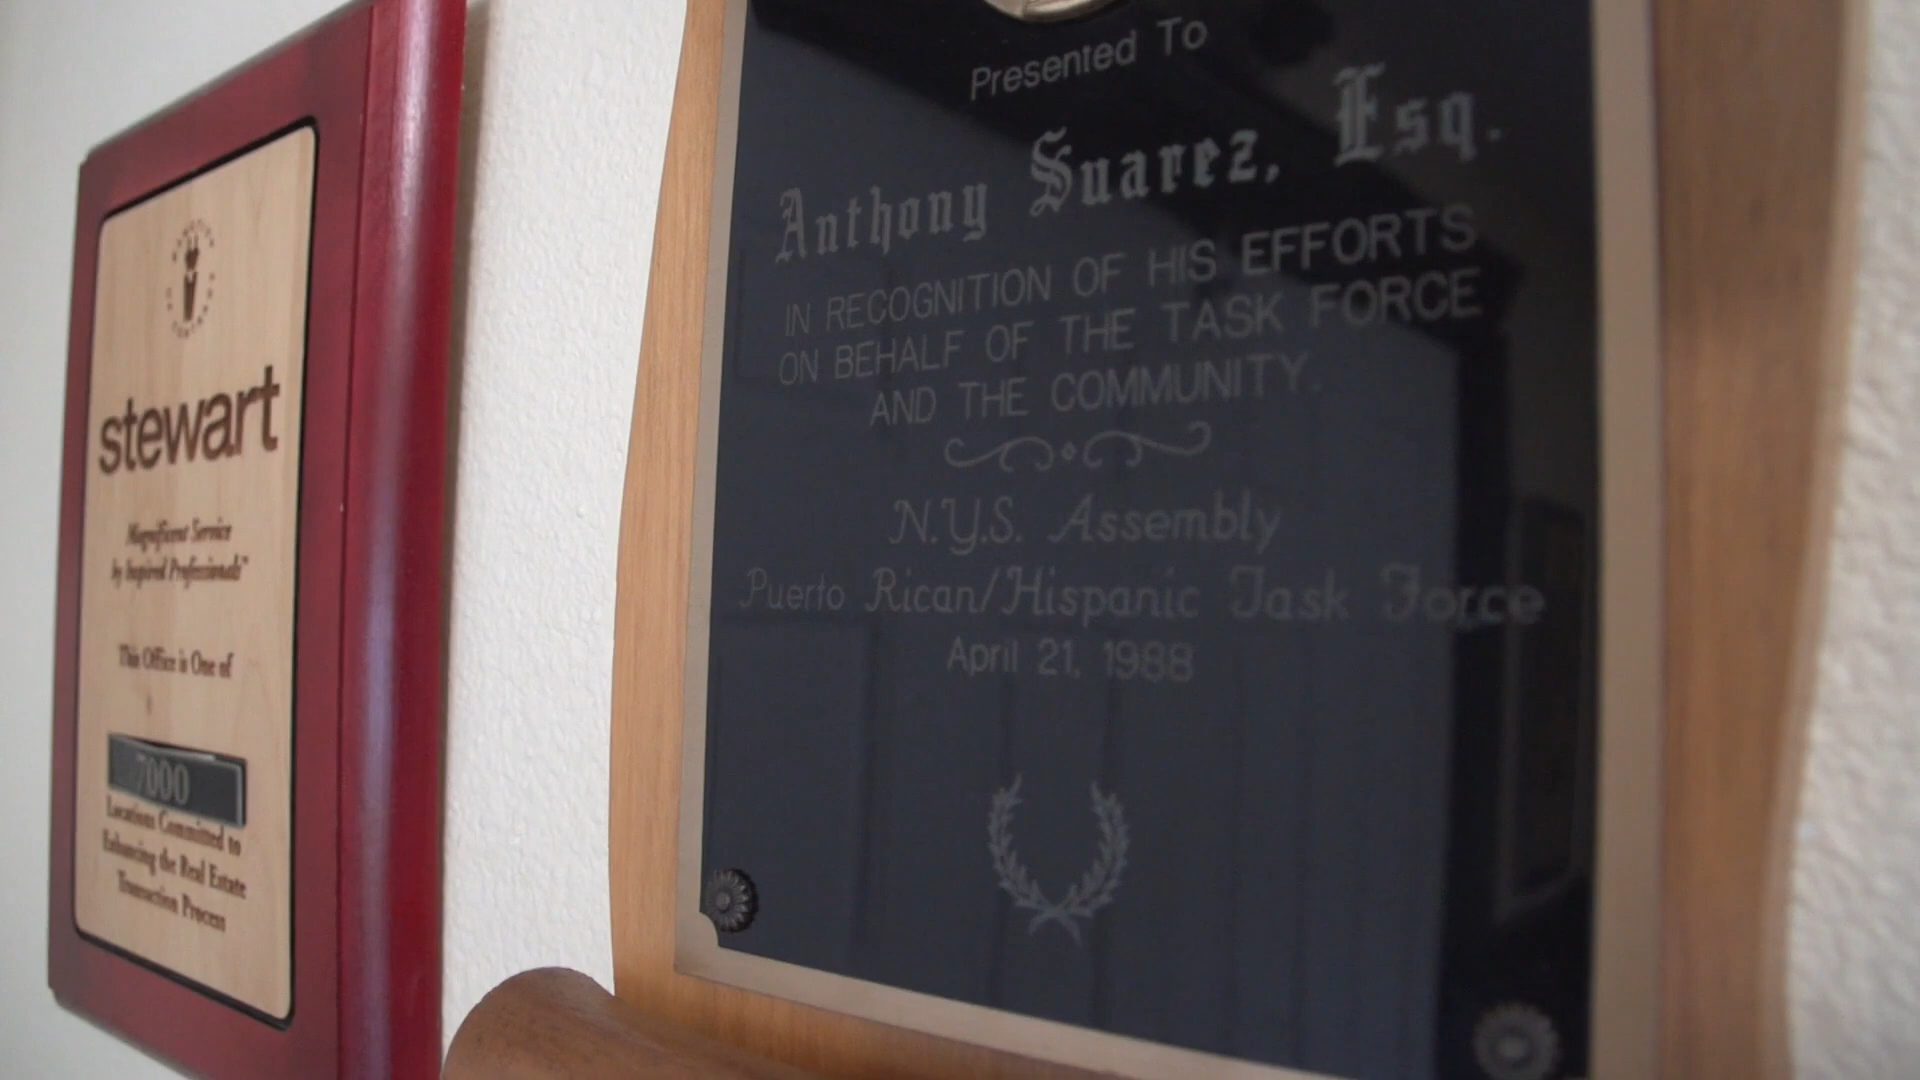 stewart
Magnificent Service
by Inspired Professionals™
This Office is One of
7000
Locations Committed to
Enhancing the Real Estate
Transaction Process
Presented To
Anthony Suarez, Esq.
IN RECOGNITION OF HIS EFFORTS
ON BEHALF OF THE TASK FORCE
AND THE COMMUNITY.
N.Y.S. Assembly
Puerto Rican/Hispanic Task Force
April 21, 1988